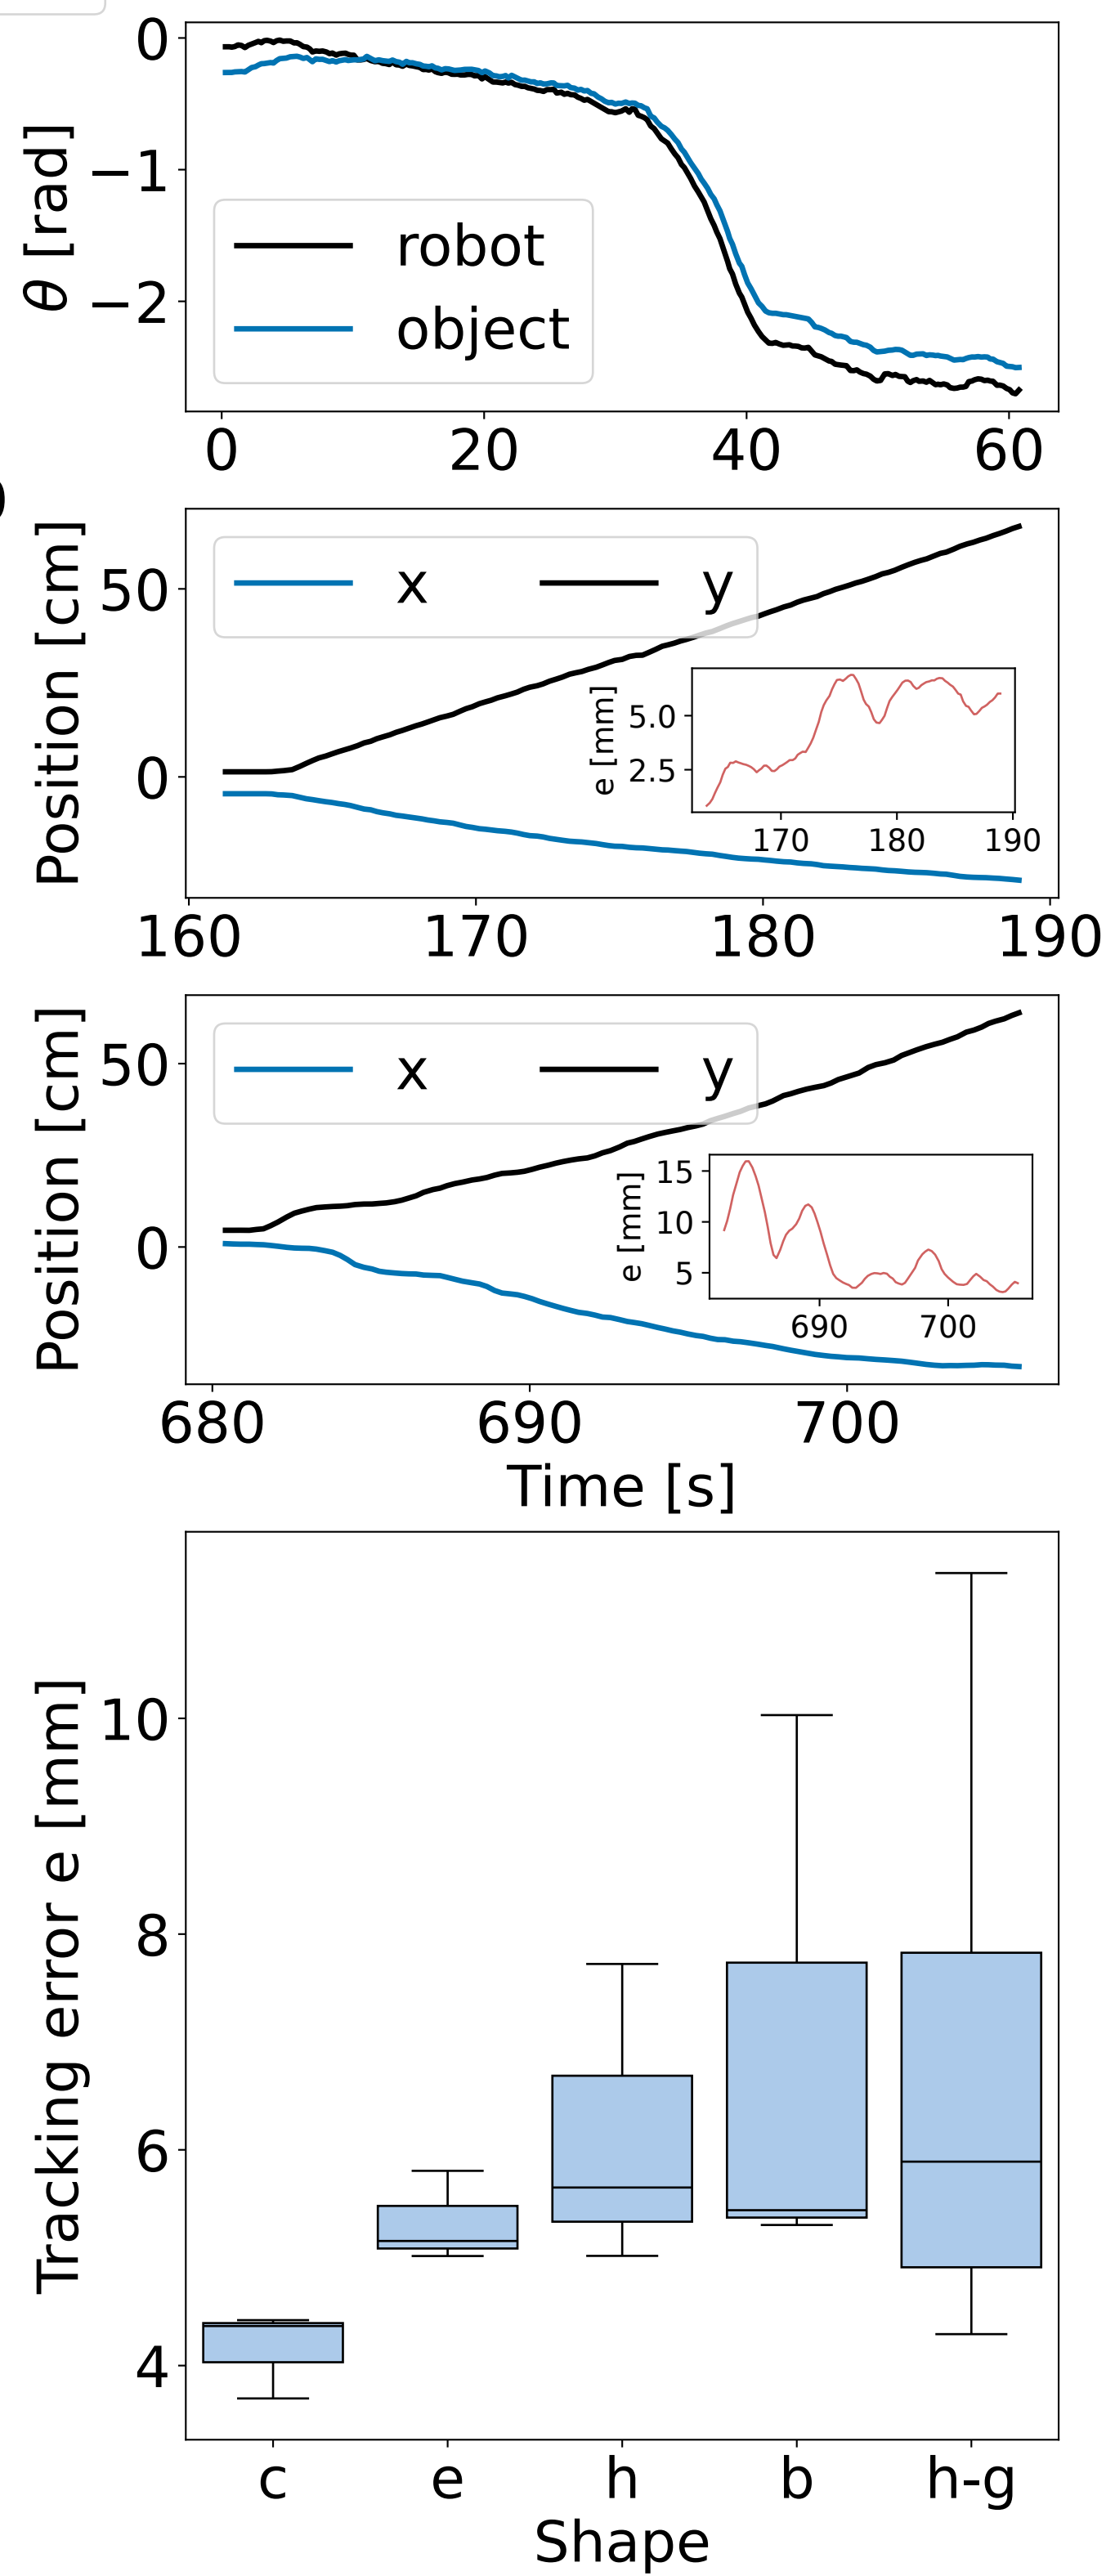 0
−1
−2
θ [rad]
robot
object
0 20 40 60
Position [cm]
50
0
x y
e [mm]
5.0
2.5
170 180 190
160 170 180 190
Position [cm]
50
0
x y
e [mm]
15
10
5
690 700
680 690 700
Time [s]
Tracking error e [mm]
10
8
6
4
c e h b h-g
Shape